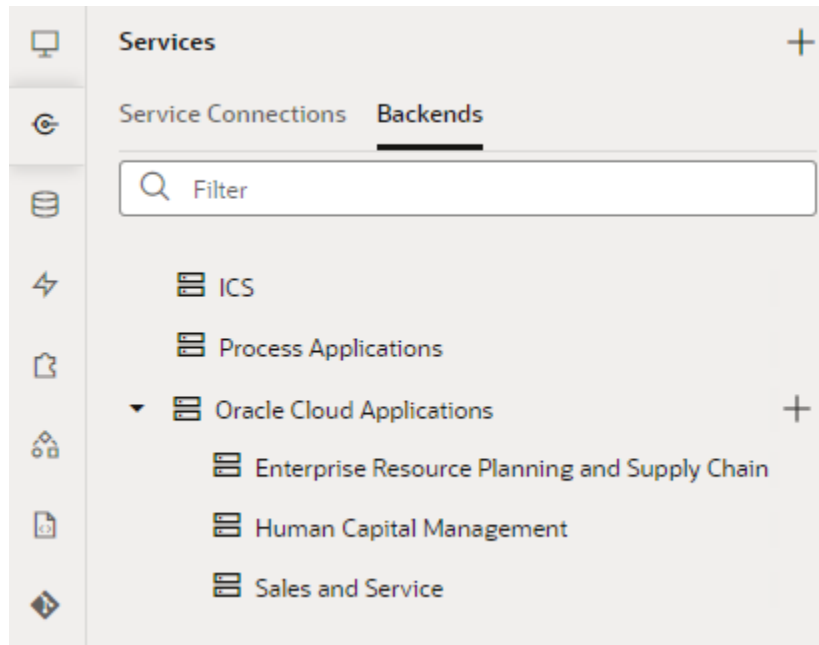 Services
Service Connections Backends
Filter
ICS
Process Applications
Oracle Cloud Applications
Enterprise Resource Planning and Supply Chain
Human Capital Management
Sales and Service